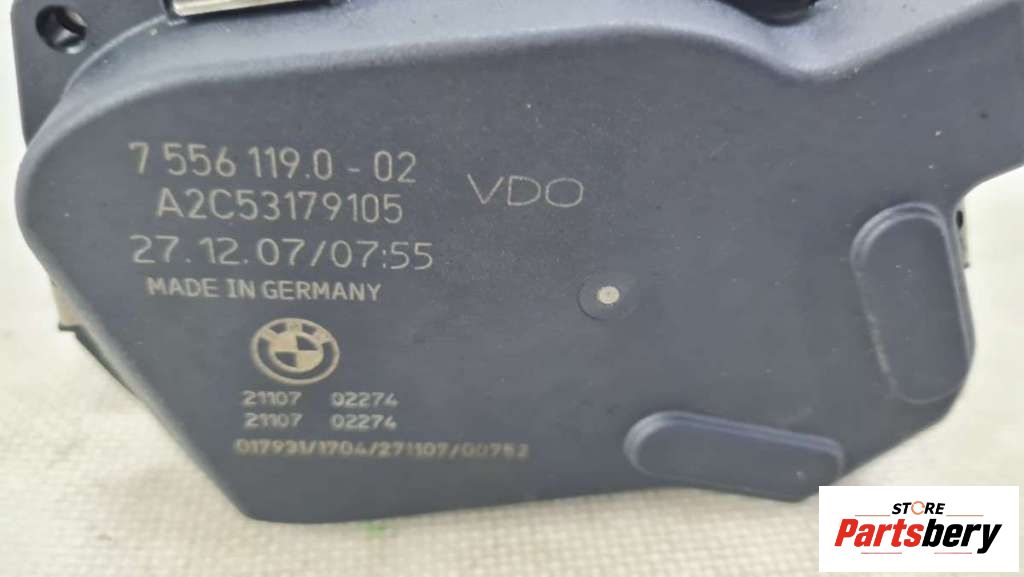 7 556 119.0 - 02
A2C53179105
VDO
27.12.07/07:55
MADE IN GERMANY
21107 02274
21107 02274
017931/1704/271107/00752
STORE
Partsbery